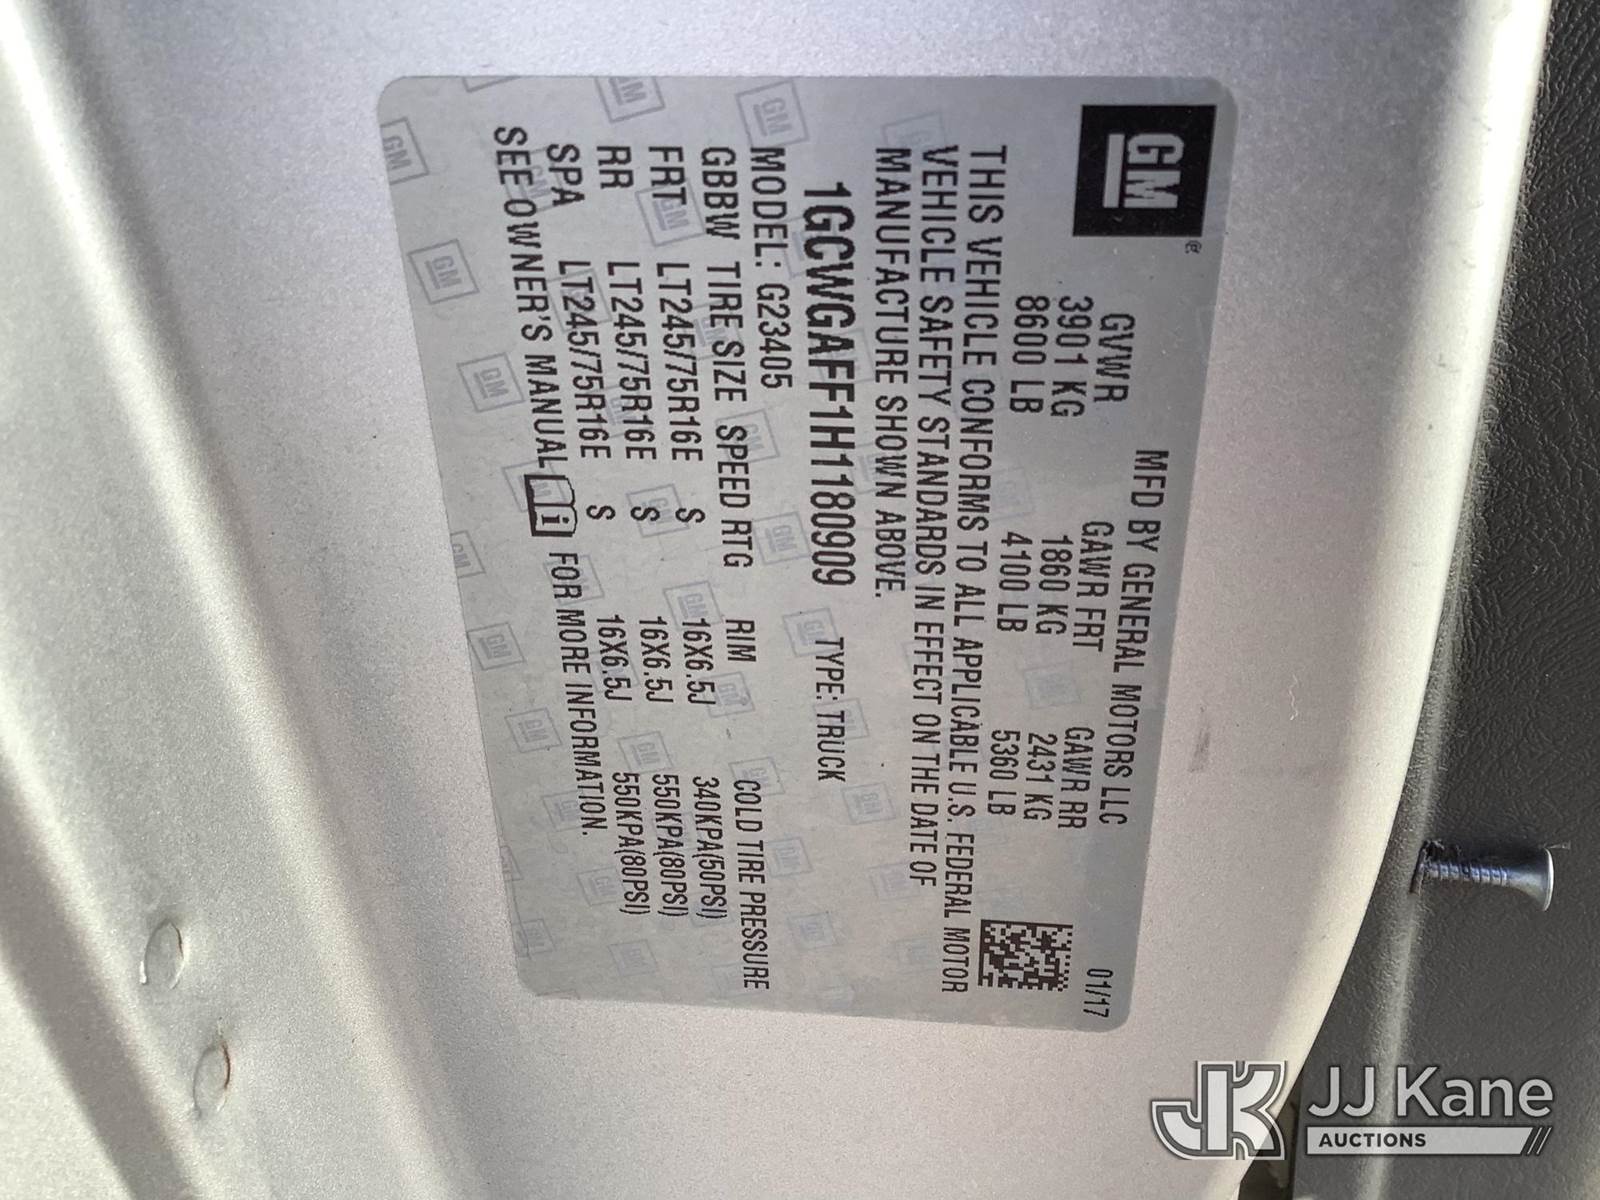 GM
®
MFD BY GENERAL MOTORS LLC 01/17
GVWR GAWR FRT GAWR RR
3901 KG 1860 KG 2431 KG
8600 LB 4100 LB 5360 LB
THIS VEHICLE CONFORMS TO ALL APPLICABLE U.S. FEDERAL MOTOR
VEHICLE SAFETY STANDARDS IN EFFECT ON THE DATE OF
MANUFACTURE SHOWN ABOVE.
1GCWGAFF1H1180909 TYPE: TRUCK
MODEL: G23405
GBBW TIRE SIZE SPEED RTG RIM COLD TIRE PRESSURE
FRT LT245/75R16E S 16X6.5J 340KPA(50PSI)
RR LT245/75R16E S 16X6.5J 550KPA(80PSI)
SPA LT245/75R16E S 16X6.5J 550KPA(80PSI)
SEE OWNER'S MANUAL i FOR MORE INFORMATION.
JK JJ Kane
AUCTIONS